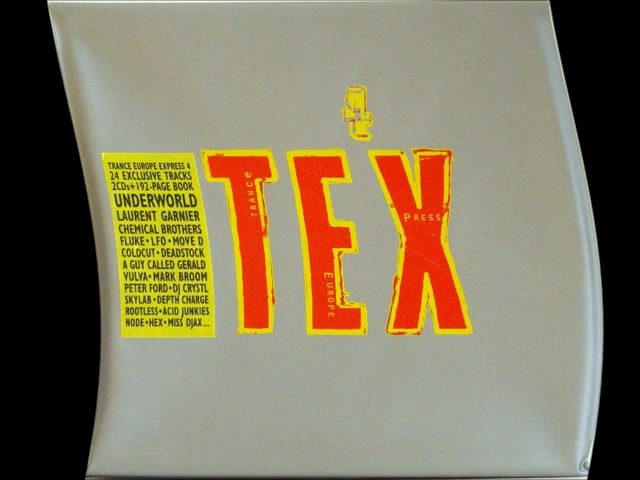 4
TEX
TRANCE
EUROPE
PRESS
TRANCE EUROPE EXPRESS 4
24 EXCLUSIVE TRACKS
2CDs+192-PAGE BOOK
UNDERWORLD
LAURENT GARNIER
CHEMICAL BROTHERS
FLUKE•LFO•MOVE D
COLDCUT•DEADSTOCK
A GUY CALLED GERALD
VULVA•MARK BROOM
PETER FORD•DJ CRYSTL
SKYLAB•DEPTH CHARGE
ROOTLESS•ACID JUNKIES
NODE•HEX•MISS DJAX...